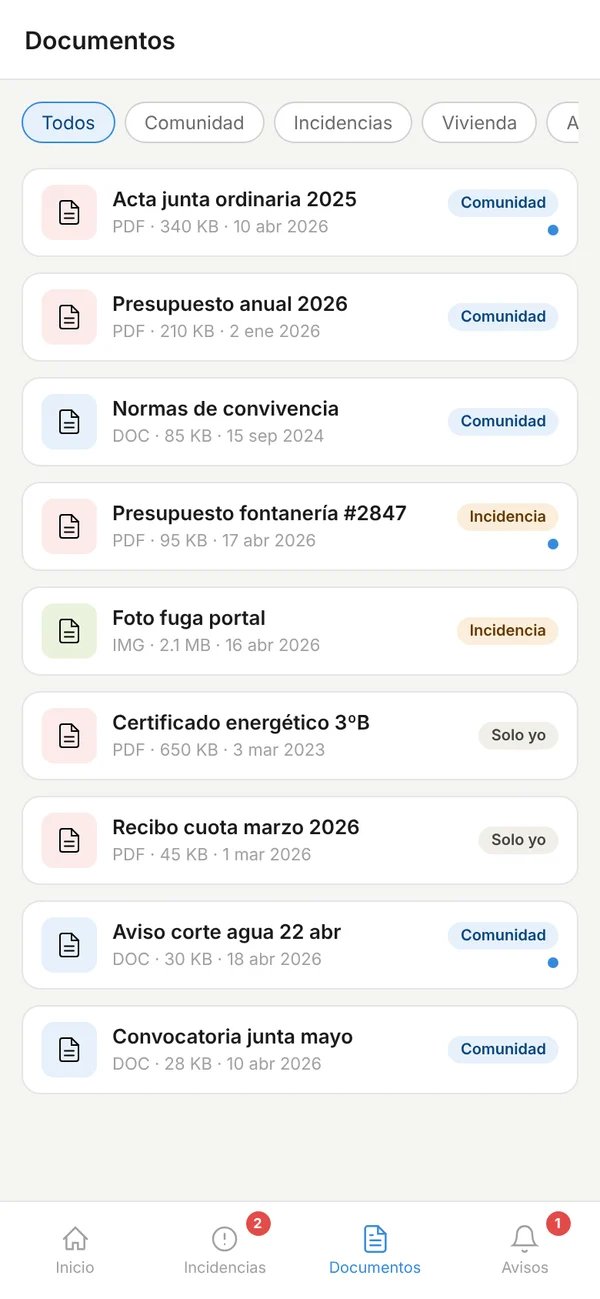 Documentos
Todos
Comunidad
Incidencias
Vivienda
A
Acta junta ordinaria 2025
Comunidad
PDF · 340 KB · 10 abr 2026
Presupuesto anual 2026
Comunidad
PDF · 210 KB · 2 ene 2026
Normas de convivencia
Comunidad
DOC · 85 KB · 15 sep 2024
Presupuesto fontanería #2847
Incidencia
PDF · 95 KB · 17 abr 2026
Foto fuga portal
Incidencia
IMG · 2.1 MB · 16 abr 2026
Certificado energético 3ºB
Solo yo
PDF · 650 KB · 3 mar 2023
Recibo cuota marzo 2026
Solo yo
PDF · 45 KB · 1 mar 2026
Aviso corte agua 22 abr
Comunidad
DOC · 30 KB · 18 abr 2026
Convocatoria junta mayo
Comunidad
DOC · 28 KB · 10 abr 2026
Inicio
2
Incidencias
Documentos
1
Avisos